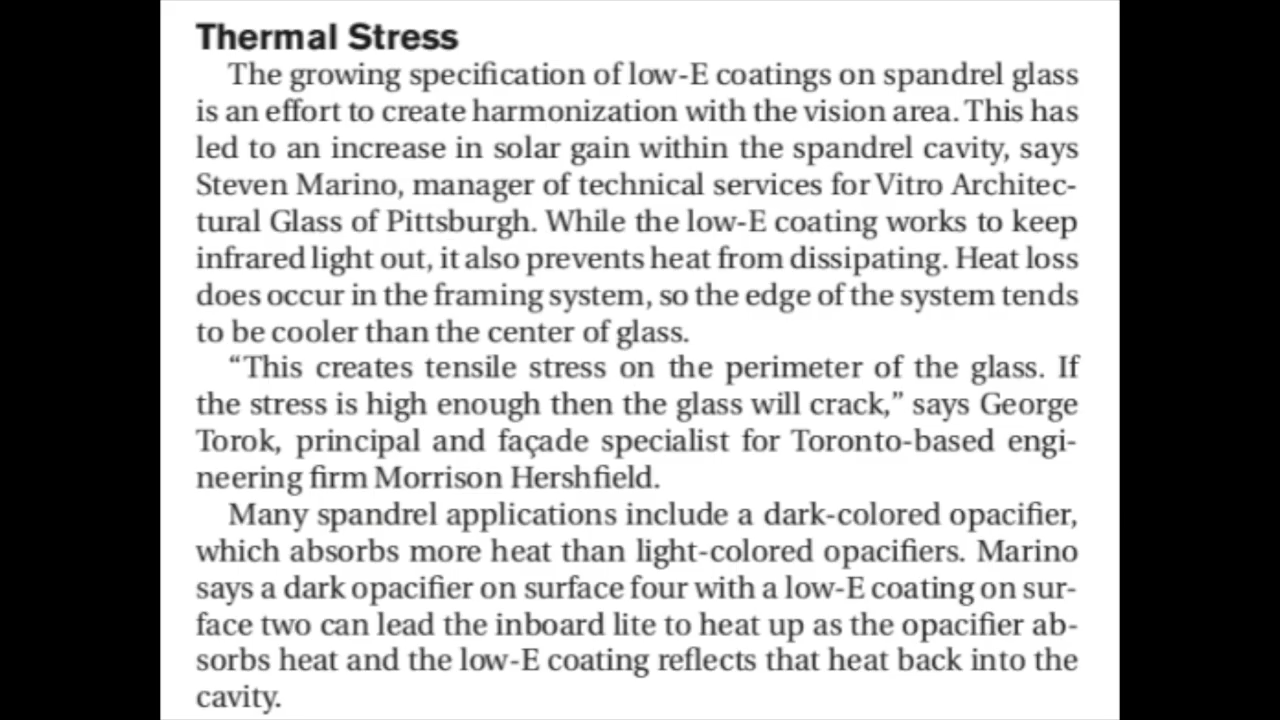 Thermal Stress
The growing specification of low-E coatings on spandrel glass
is an effort to create harmonization with the vision area. This has
led to an increase in solar gain within the spandrel cavity, says
Steven Marino, manager of technical services for Vitro Architec-
tural Glass of Pittsburgh. While the low-E coating works to keep
infrared light out, it also prevents heat from dissipating. Heat loss
does occur in the framing system, so the edge of the system tends
to be cooler than the center of glass.
“This creates tensile stress on the perimeter of the glass. If
the stress is high enough then the glass will crack,” says George
Torok, principal and façade specialist for Toronto-based engi-
neering firm Morrison Hershfield.
Many spandrel applications include a dark-colored opacifier,
which absorbs more heat than light-colored opacifiers. Marino
says a dark opacifier on surface four with a low-E coating on sur-
face two can lead the inboard lite to heat up as the opacifier ab-
sorbs heat and the low-E coating reflects that heat back into the
cavity.